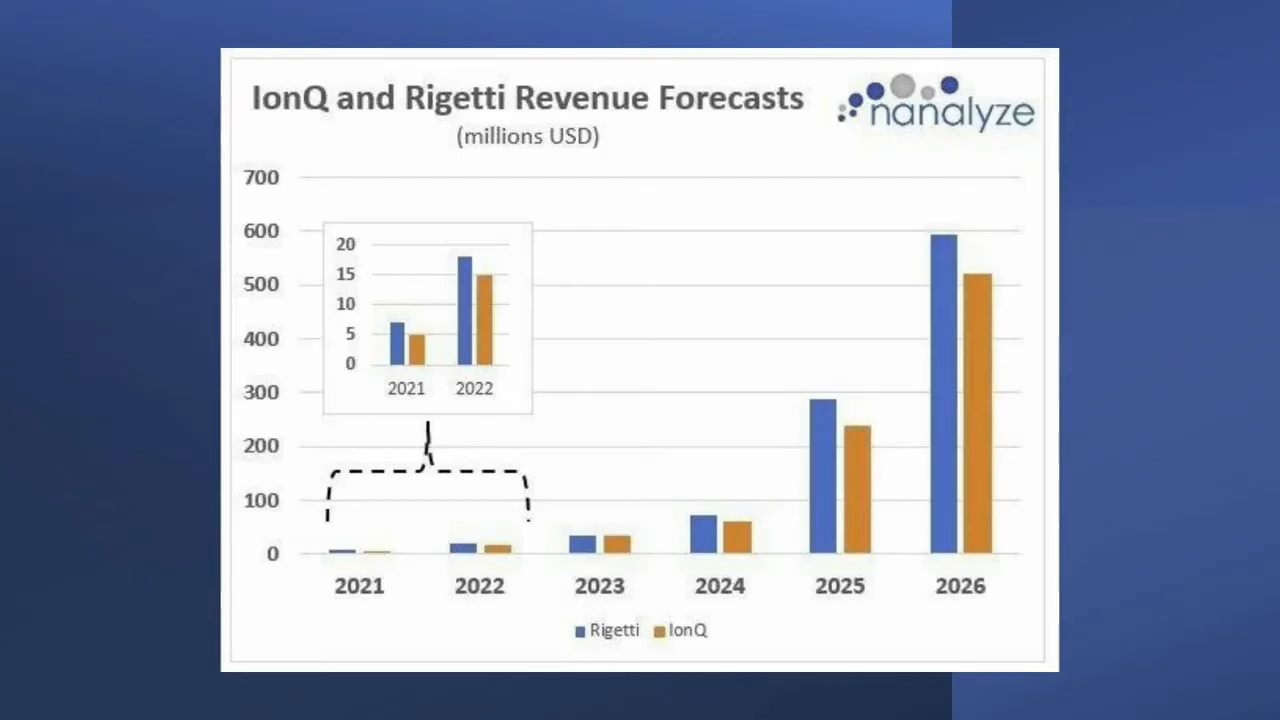 IonQ and Rigetti Revenue Forecasts
nanalyze
(millions USD)
700
600
500
400
300
200
100
0
20
15
10
5
0
2021 2022
2021 2022 2023 2024 2025 2026
Rigetti IonQ